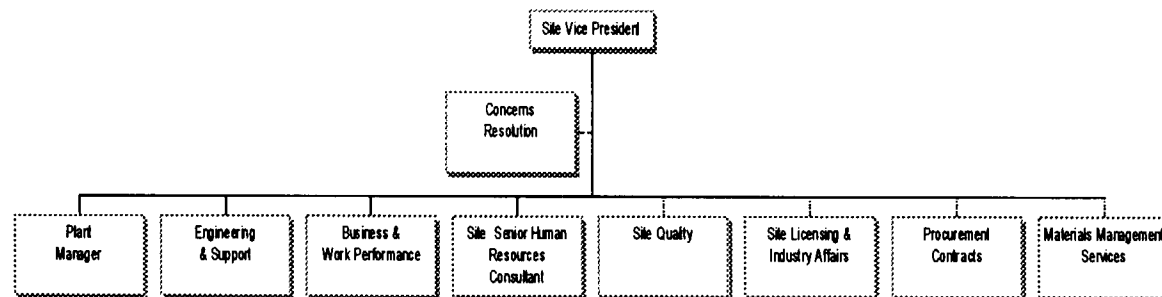 Site Vice President
Concerns
Resolution
Plant
Manager
Engineering
& Support
Business &
Work Performance
Site Senior Human
Resources
Consultant
Site Quality
Site Licensing &
Industry Affairs
Procurement
Contracts
Materials Management
Services